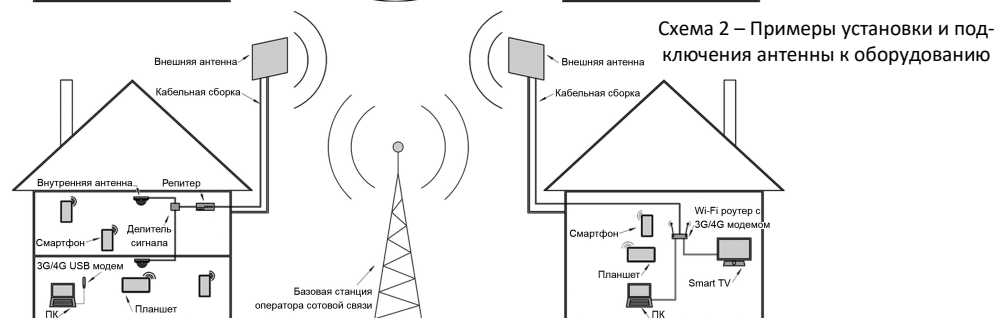 Схема 2 – Примеры установки и под-
ключения антенны к оборудованию
Внешняя антенна
Кабельная сборка
Внутренняя антенна
Репитер
Смартфон
Делитель
сигнала
3G/4G USB модем
ПК
Планшет
Базовая станция
оператора сотовой связи
Внешняя антенна
Кабельная сборка
Wi-Fi роутер с
3G/4G модемом
Смартфон
Планшет
Smart TV
ПК